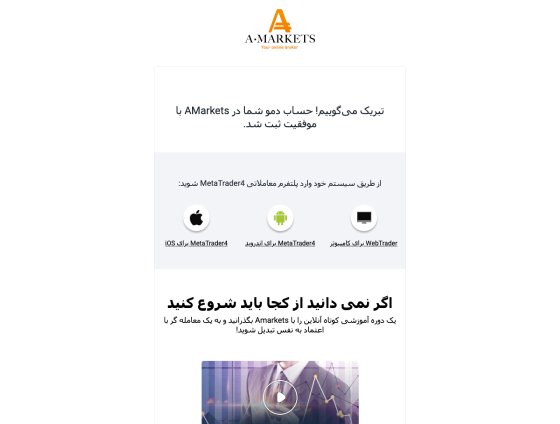 A·MARKETS
Your online broker
تبریک می‌گوییم! حساب دمو شما در AMarkets با
موفقیت ثبت شد.
از طریق سیستم خود وارد پلتفرم معاملاتی MetaTrader4 شوید:
WebTrader برای کامپیوتر
MetaTrader4 برای اندروید
MetaTrader4 برای iOS
اگر نمی دانید از کجا باید شروع کنید
یک دوره آموزشی کوتاه آنلاین را با Amarkets بگذرانید و به یک معامله گر با
اعتماد به نفس تبدیل شوید!